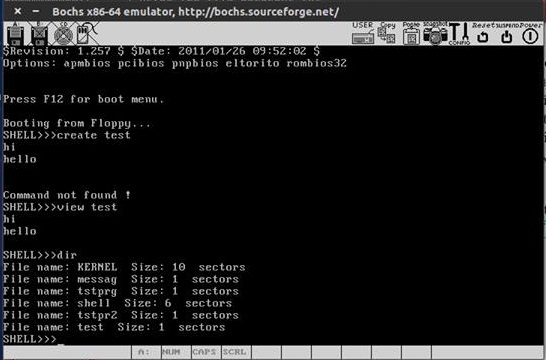 Bochs x86-64 emulator, http://bochs.sourceforge.net/
A: B: CD USER Copy Paste Snapshot CONFIG Reset SUSPEND Power
$Revision: 1.257 $ $Date: 2011/01/26 09:52:02 $
Options: apmbios pcibios pnpbios eltorito rombios32
Press F12 for boot menu.
Booting from Floppy...
SHELL>>>create test
hi
hello
Command not found !
SHELL>>>view test
hi
hello
SHELL>>>dir
File name: KERNEL  Size: 10  sectors
File name: messag  Size: 1  sectors
File name: tstprg  Size: 1  sectors
File name: shell  Size: 6  sectors
File name: tstpr2  Size: 1  sectors
File name: test  Size: 1  sectors
SHELL>>>_
A: NUM CAPS SCRL